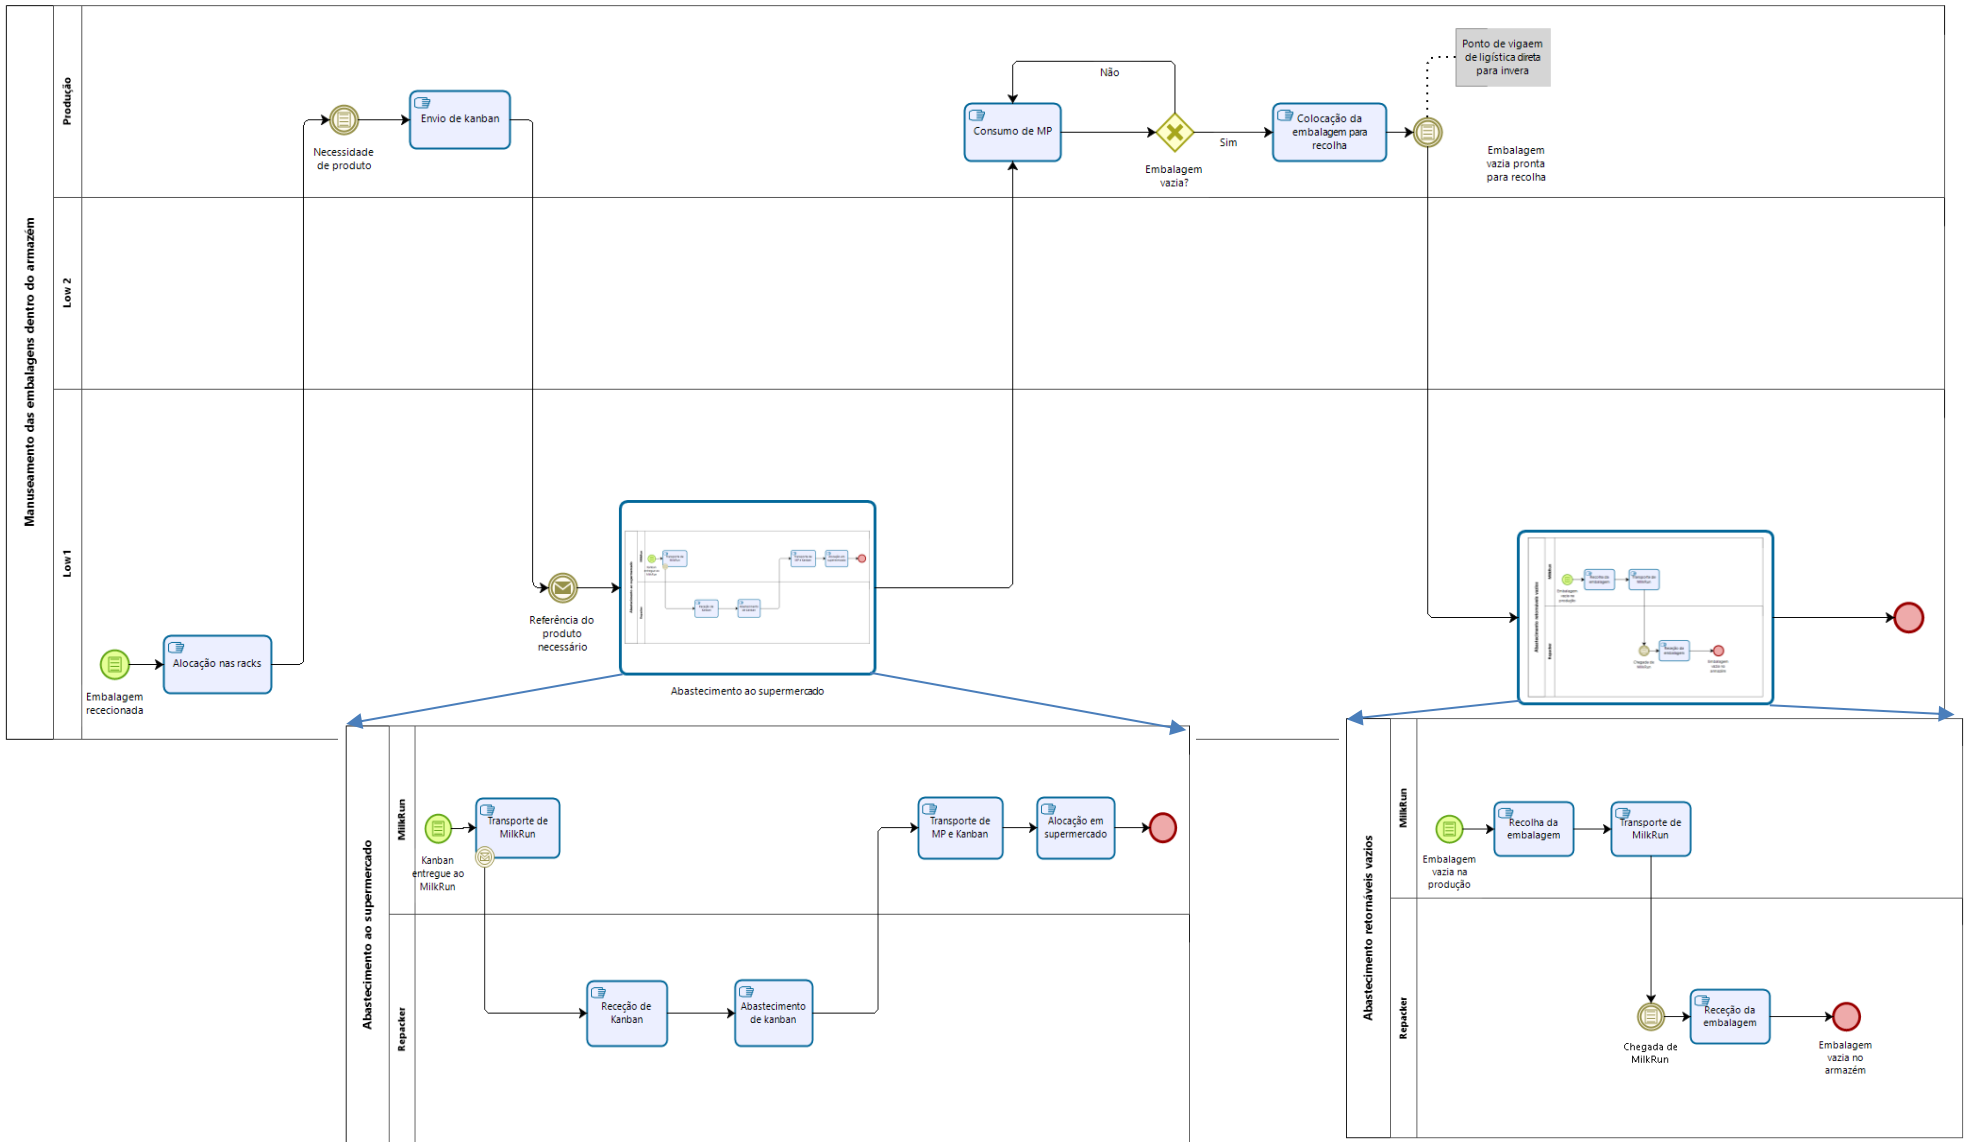 Manuseamento das embalagens dentro do armazém
Produção
Necessidade
de produto
Envio de kanban
Consumo de MP
Não
Embalagem
vazia?
Sim
Colocação da
embalagem para
recolha
Ponto de vigaem
de ligística direta
para invera
Embalagem
vazia pronta
para recolha
Low 2
Low1
Embalagem
rececionada
Alocação nas racks
Referência do
produto
necessário
Abastecimento ao supermercado
Abastecimento ao supermercado
MilkRun
Kanban
entregue ao
MilkRun
Transporte de
MilkRun
Transporte de
MP e Kanban
Alocação em
supermercado
Repacker
Receção de
Kanban
Abastecimento
de kanban
Abastecimento retornáveis vazios
MilkRun
Embalagem
vazia na
produção
Recolha da
embalagem
Transporte de
MilkRun
Repacker
Chegada de
MilkRun
Receção da
embalagem
Embalagem
vazia no
armazém